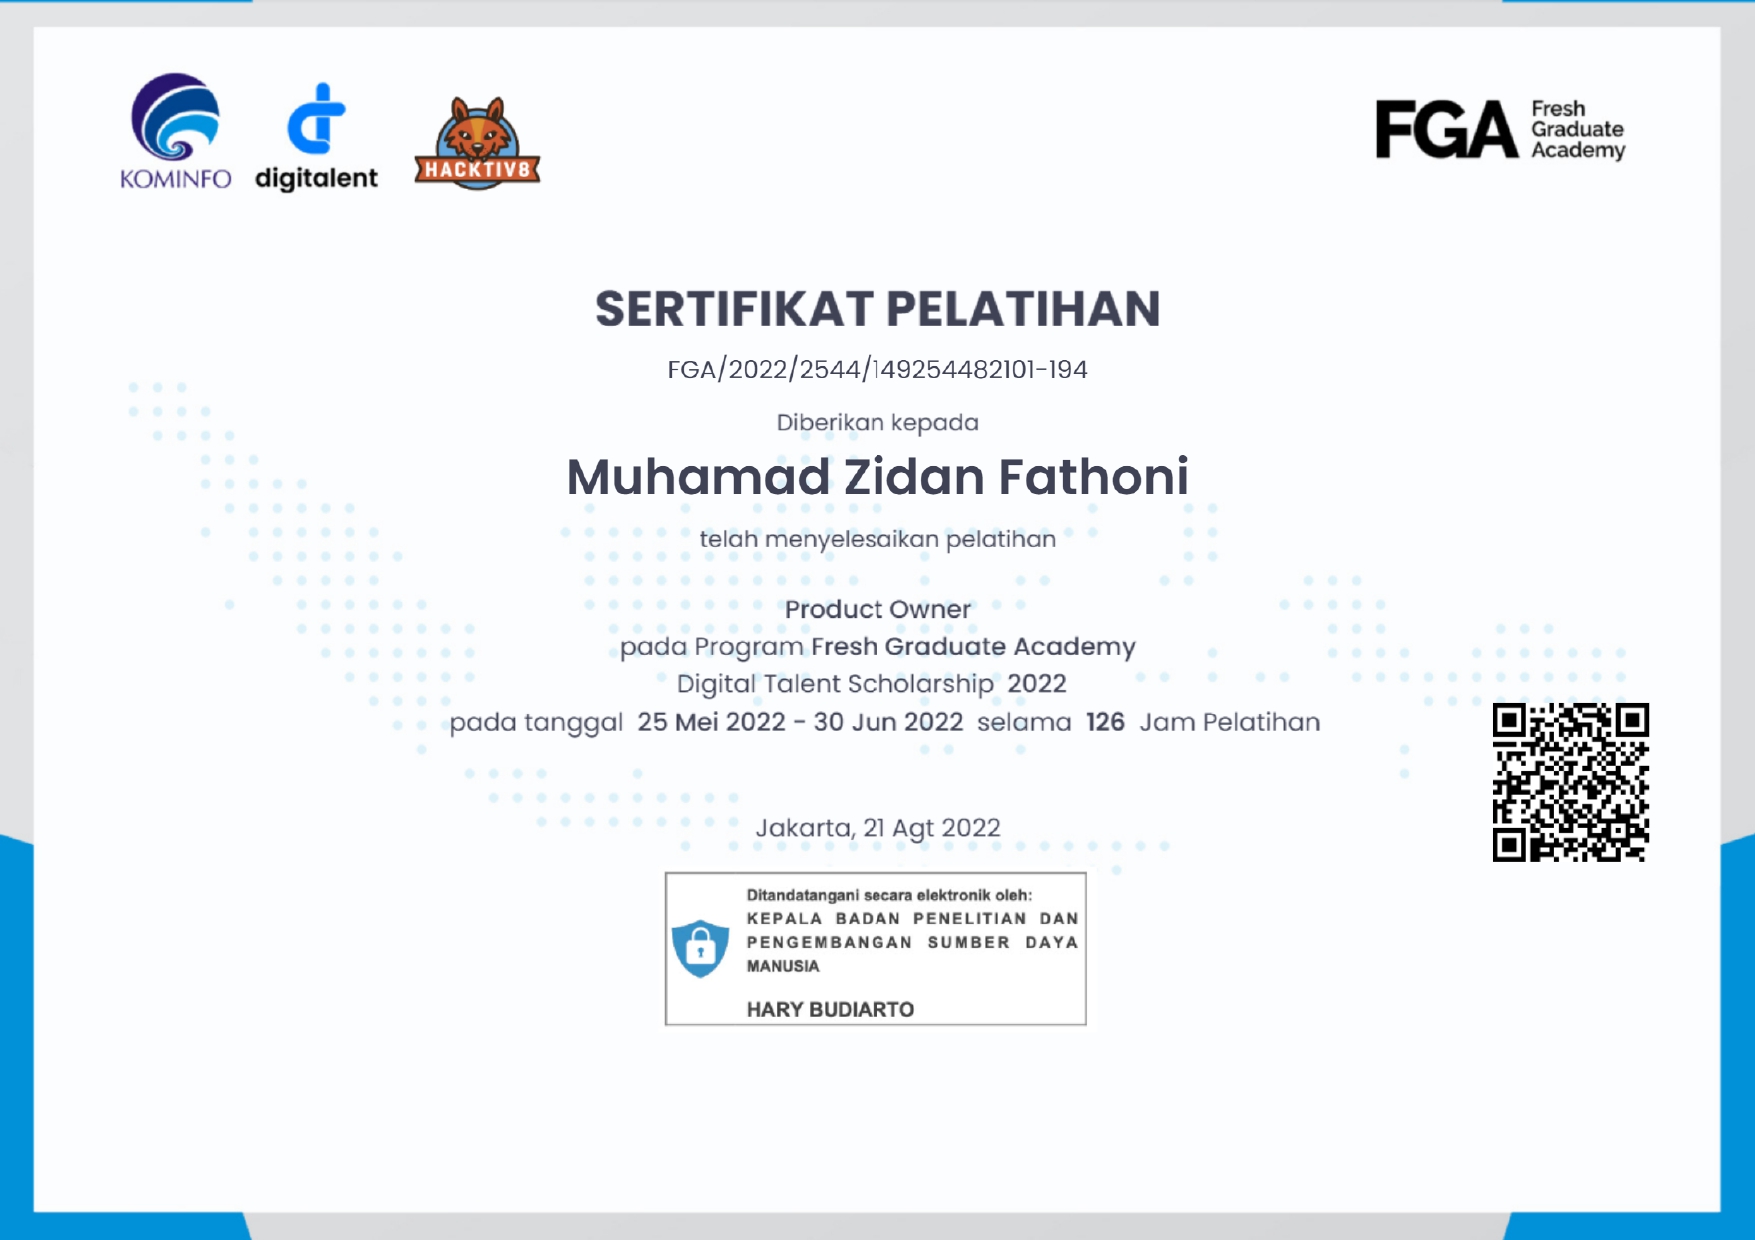 KOMINFO
digitalent
HACKTIV8
FGA
Fresh
Graduate
Academy
SERTIFIKAT PELATIHAN
FGA/2022/2544/149254482101-194
Diberikan kepada
Muhamad Zidan Fathoni
telah menyelesaikan pelatihan
Product Owner
pada Program Fresh Graduate Academy
Digital Talent Scholarship 2022
pada tanggal 25 Mei 2022 - 30 Jun 2022 selama 126 Jam Pelatihan
Jakarta, 21 Agt 2022
Ditandatangani secara elektronik oleh:
KEPALA BADAN PENELITIAN DAN
PENGEMBANGAN SUMBER DAYA
MANUSIA
HARY BUDIARTO